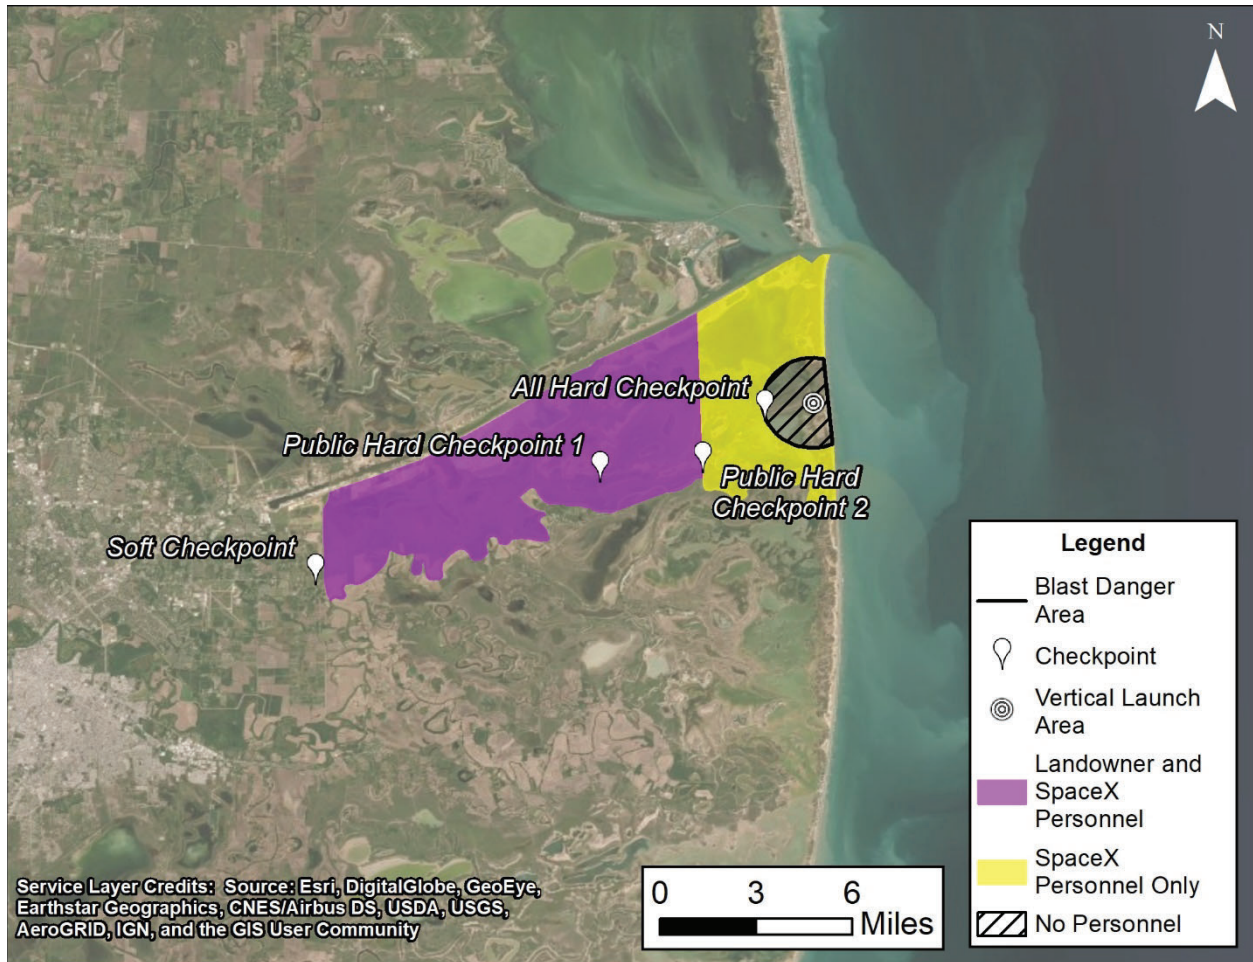 N
All Hard Checkpoint
Public Hard Checkpoint 1
Public Hard
Checkpoint 2
Soft Checkpoint
Legend
Blast Danger
Area
Checkpoint
Vertical Launch
Area
Landowner and
SpaceX
Personnel
SpaceX
Personnel Only
No Personnel
0 3 6
Miles
Service Layer Credits: Source: Esri, DigitalGlobe, GeoEye,
Earthstar Geographics, CNES/Airbus DS, USDA, USGS,
AeroGRID, IGN, and the GIS User Community